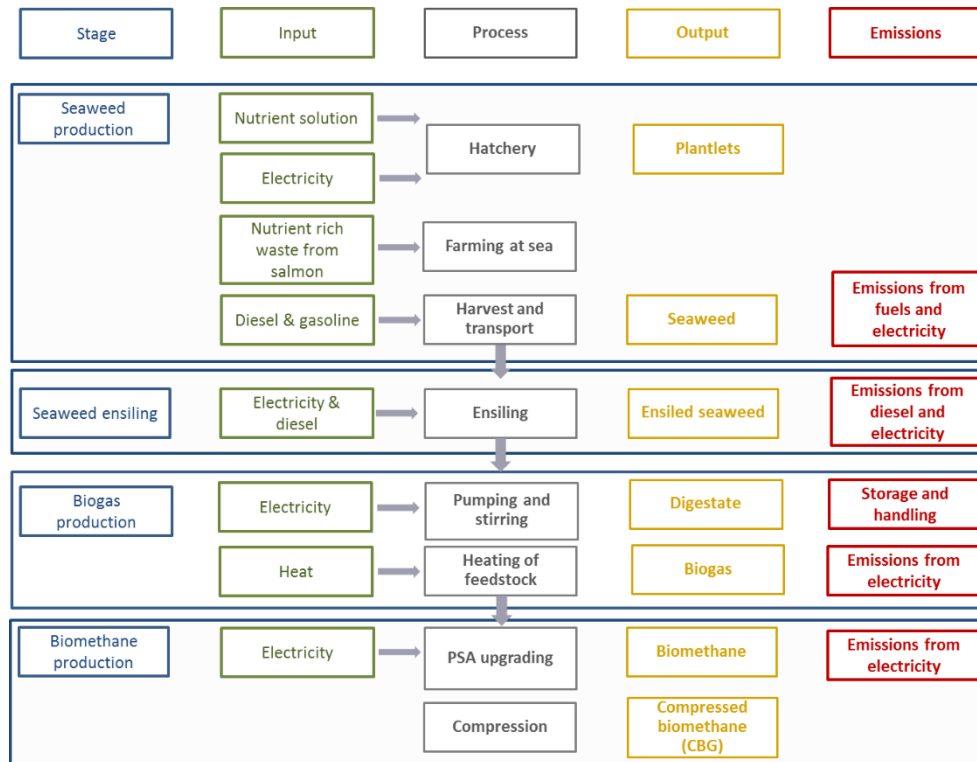 Stage
Input
Process
Output
Emissions
Seaweed
production
Nutrient solution
Hatchery
Plantlets
Electricity
Nutrient rich
waste from
salmon
Farming at sea
Diesel & gasoline
Harvest and
transport
Seaweed
Emissions from
fuels and
electricity
Seaweed ensiling
Electricity &
diesel
Ensiling
Ensiled seaweed
Emissions from
diesel and
electricity
Biogas
production
Electricity
Pumping and
stirring
Digestate
Storage and
handling
Heat
Heating of
feedstock
Biogas
Emissions from
electricity
Biomethane
production
Electricity
PSA upgrading
Biomethane
Emissions from
electricity
Compression
Compressed
biomethane
(CBG)